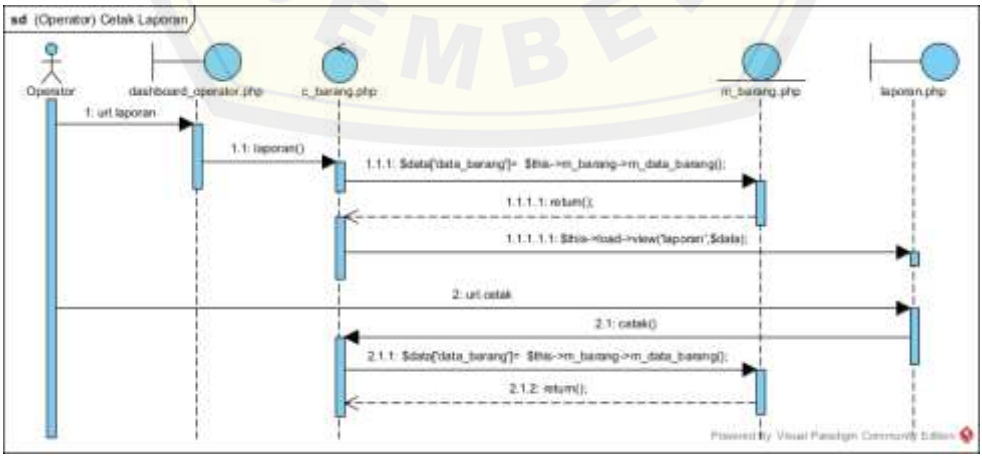 sd (Operator) Cetak Laporan
EMBE
Operator
dashboard_operator.php
c_barang.php
m_barang.php
laporan.php
1: url laporan
1.1: laporan()
1.1.1: $data['data_barang']= $this->m_barang->m_data_barang();
1.1.1.1: return();
1.1.1.1.1: $this->load->view('laporan',$data);
2: url cetak
2.1: cetak()
2.1.1: $data['data_barang']= $this->m_barang->m_data_barang();
2.1.2: return();
Powered By Visual Paradigm Community Edition